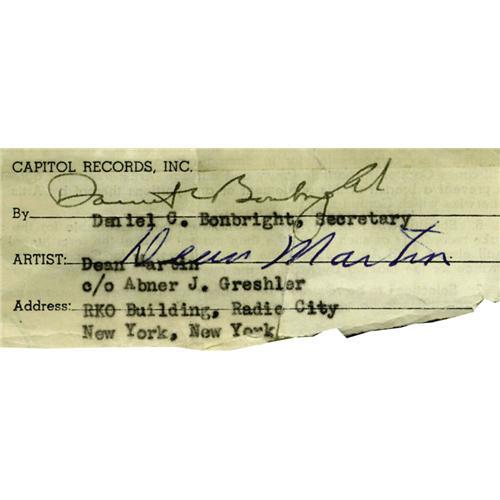 CAPITOL RECORDS, INC.
Daniel C Bonbright
By Daniel C. Bonbright, Secretary
Dean Martin
ARTIST: Dean Martin
c/o Abner J. Greshler
Address: RKO Building, Radio City
New York, New York